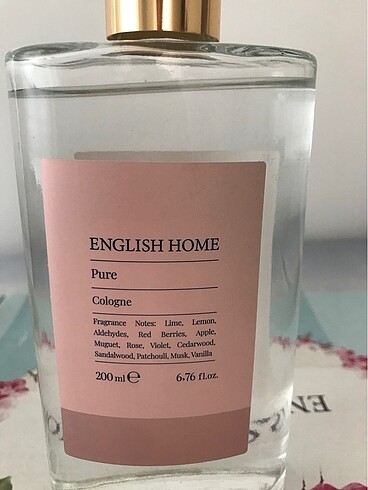 ENGLISH HOME
Pure
Cologne
Fragrance Notes: Lime, Lemon,
Aldehydes, Red Berries, Apple,
Muguet, Rose, Violet, Cedarwood,
Sandalwood, Patchouli, Musk, Vanilla
200 ml ℮ 6.76 fl.oz.